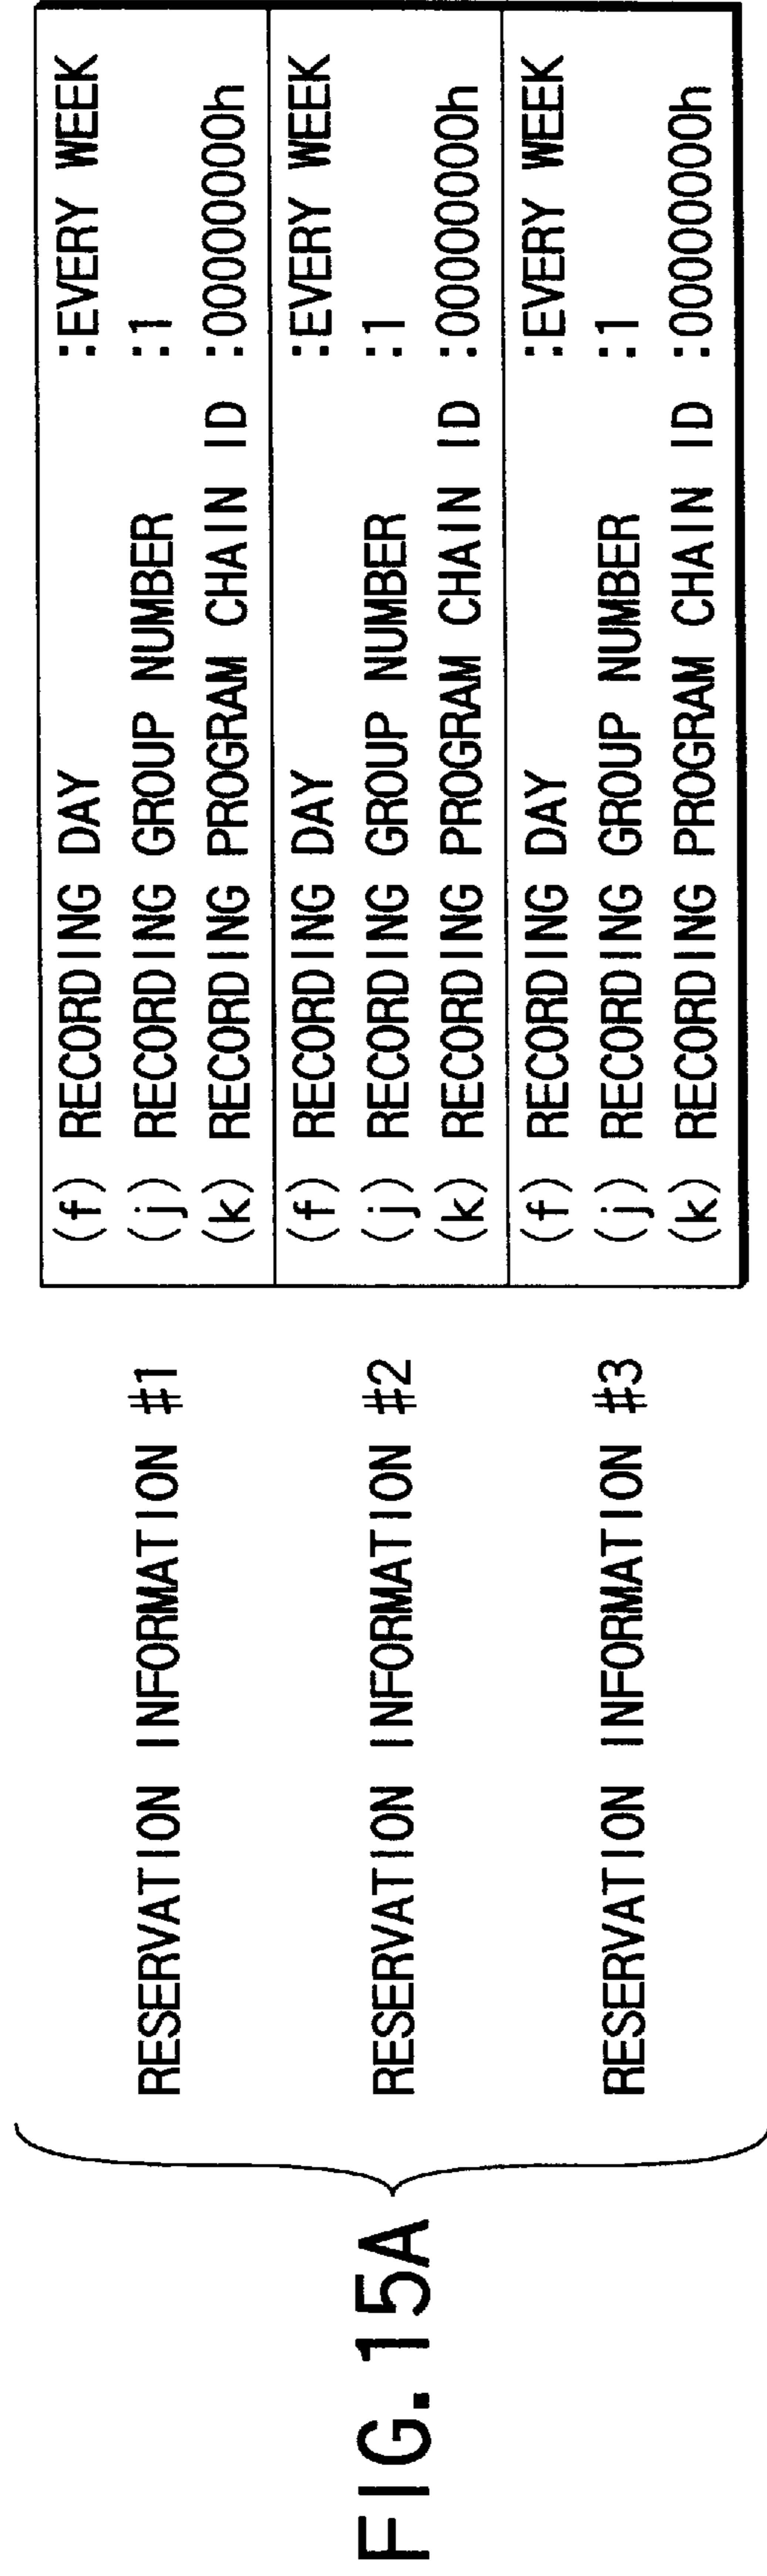 FIG. 15A
RESERVATION INFORMATION #1
(f) RECORDING DAY :EVERY WEEK
(j) RECORDING GROUP NUMBER :1
(k) RECORDING PROGRAM CHAIN ID :00000000h
RESERVATION INFORMATION #2
(f) RECORDING DAY :EVERY WEEK
(j) RECORDING GROUP NUMBER :1
(k) RECORDING PROGRAM CHAIN ID :00000000h
RESERVATION INFORMATION #3
(f) RECORDING DAY :EVERY WEEK
(j) RECORDING GROUP NUMBER :1
(k) RECORDING PROGRAM CHAIN ID :00000000h